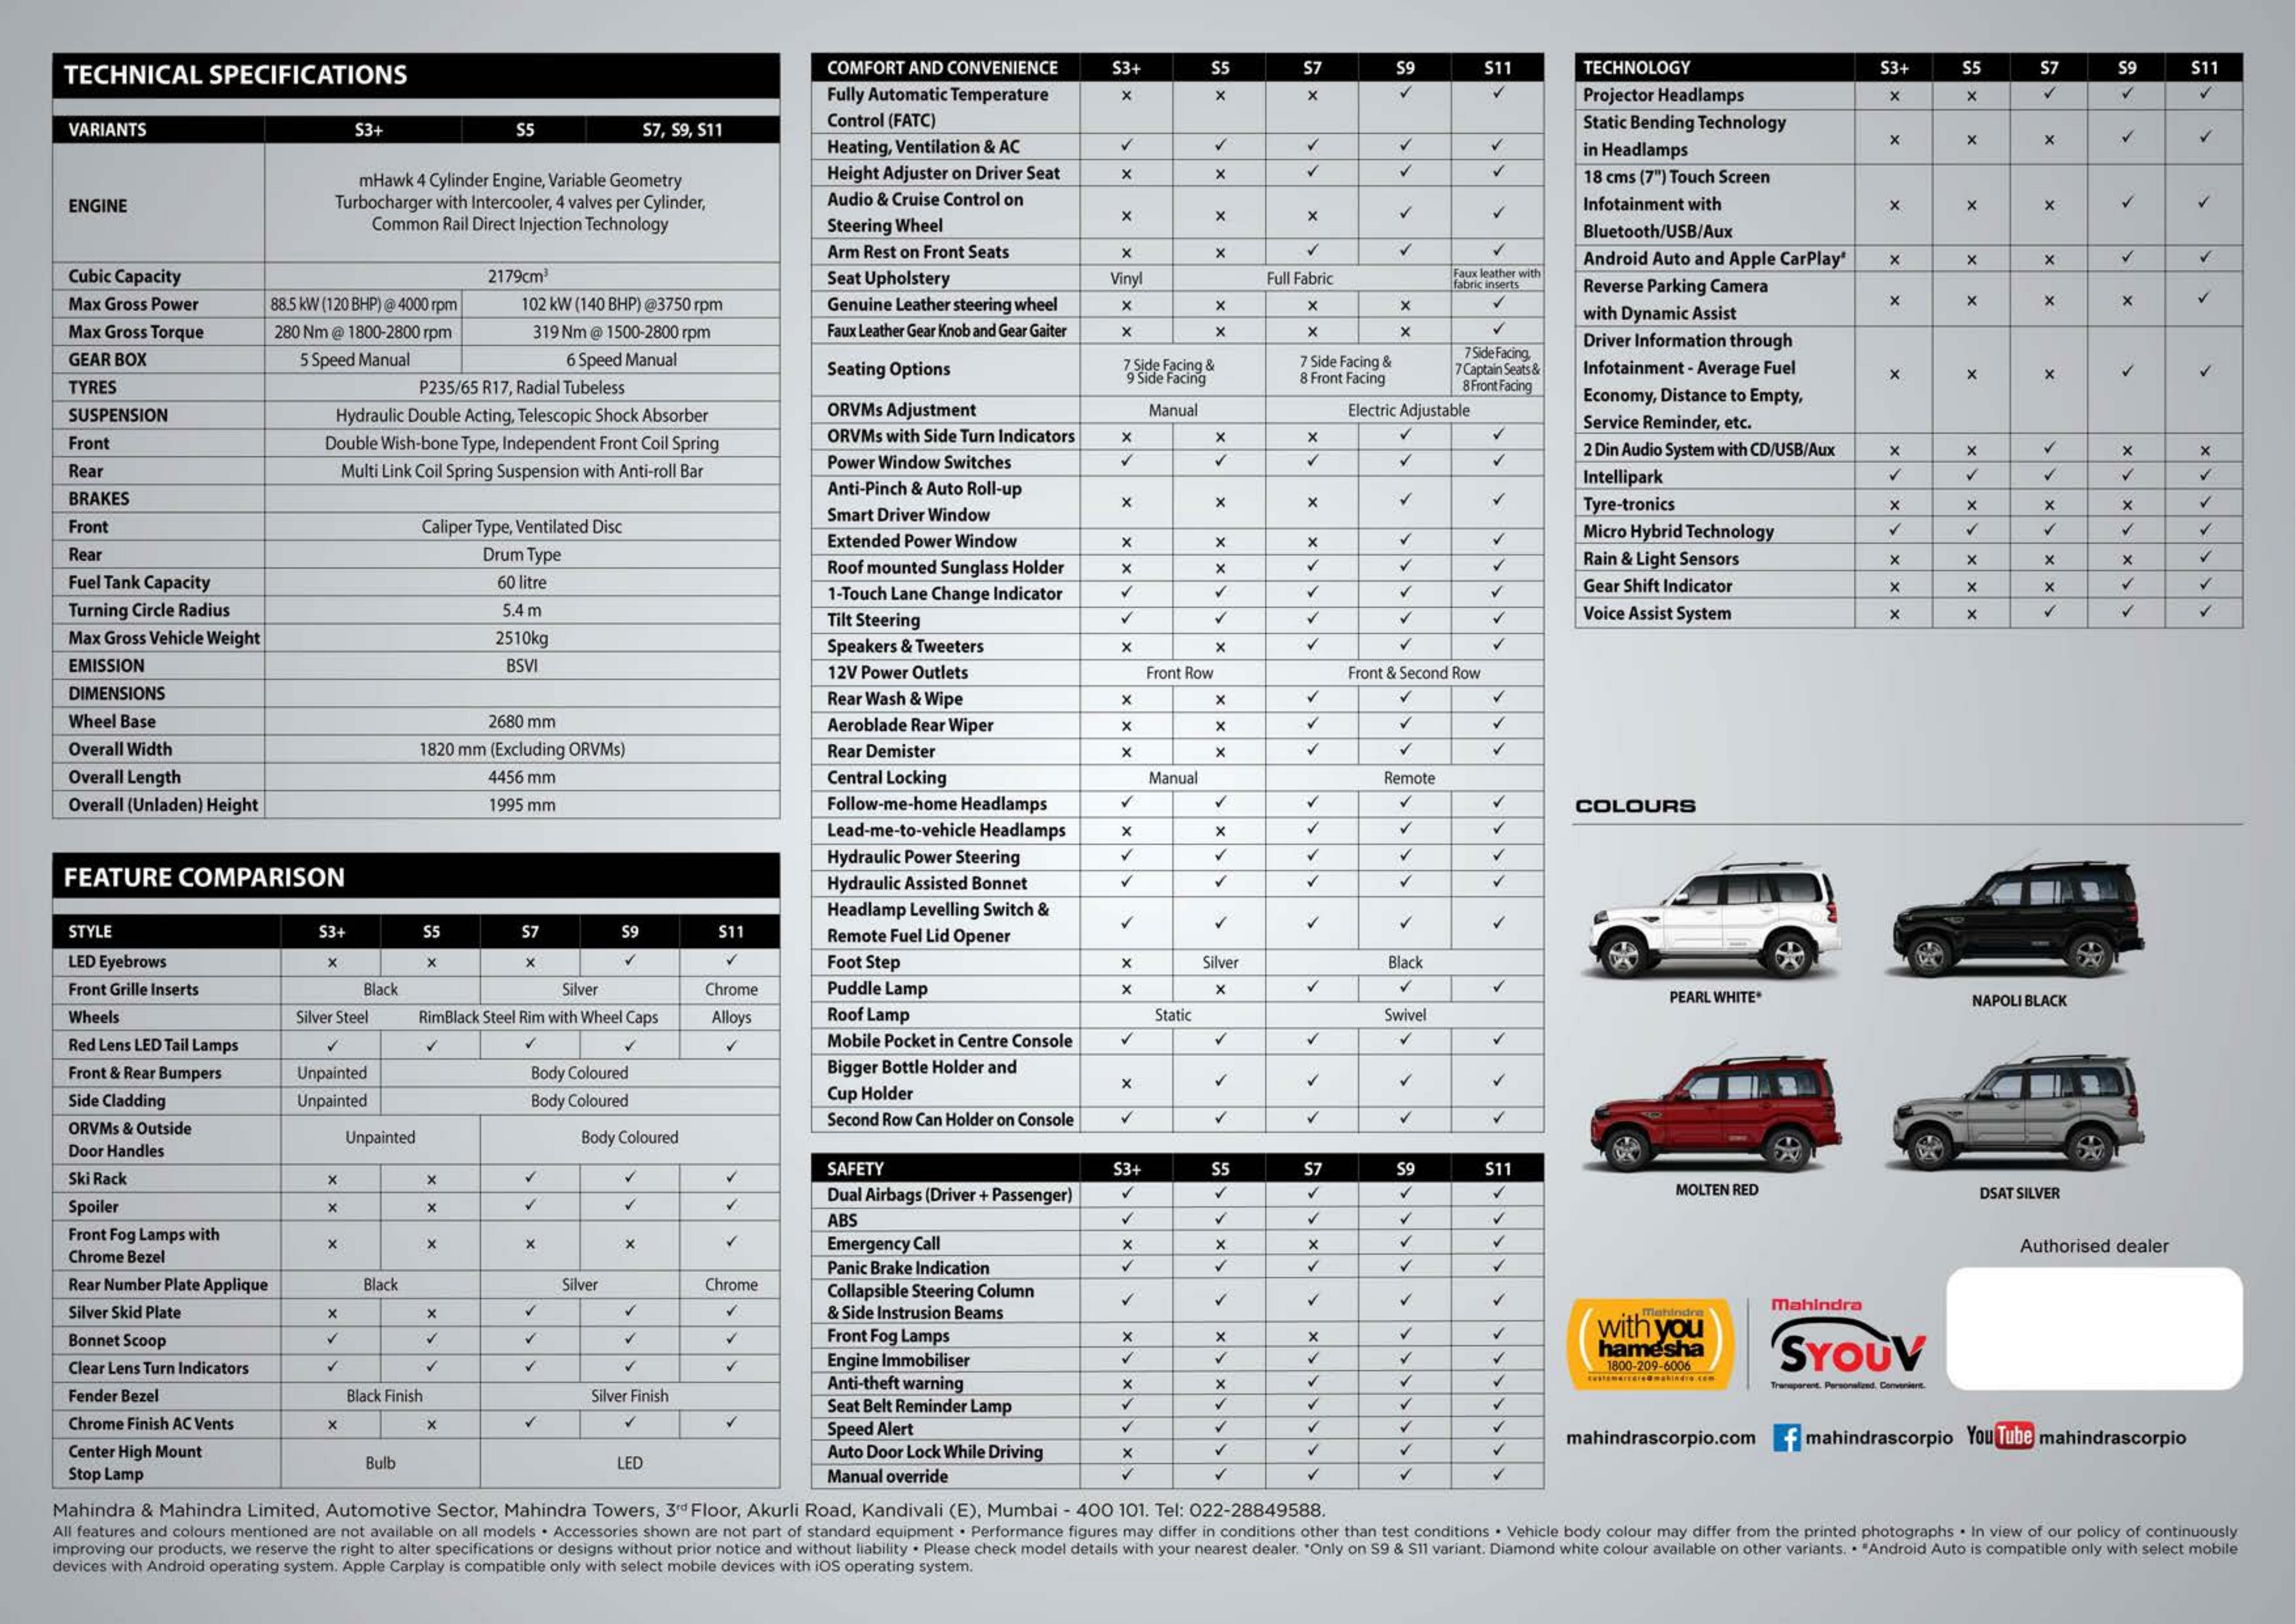 TECHNICAL SPECIFICATIONS
VARIANTS S3+ S5 S7, S9, S11
ENGINE mHawk 4 Cylinder Engine, Variable Geometry
Turbocharger with Intercooler, 4 valves per Cylinder,
Common Rail Direct Injection Technology
Cubic Capacity 2179cm³
Max Gross Power 88.5 kW (120 BHP) @ 4000 rpm 102 kW (140 BHP) @3750 rpm
Max Gross Torque 280 Nm @ 1800-2800 rpm 319 Nm @ 1500-2800 rpm
GEAR BOX 5 Speed Manual 6 Speed Manual
TYRES P235/65 R17, Radial Tubeless
SUSPENSION Hydraulic Double Acting, Telescopic Shock Absorber
Front Double Wish-bone Type, Independent Front Coil Spring
Rear Multi Link Coil Spring Suspension with Anti-roll Bar
BRAKES
Front Caliper Type, Ventilated Disc
Rear Drum Type
Fuel Tank Capacity 60 litre
Turning Circle Radius 5.4 m
Max Gross Vehicle Weight 2510kg
EMISSION BSVI
DIMENSIONS
Wheel Base 2680 mm
Overall Width 1820 mm (Excluding ORVMs)
Overall Length 4456 mm
Overall (Unladen) Height 1995 mm
FEATURE COMPARISON
STYLE S3+ S5 S7 S9 S11
LED Eyebrows × × × ✓ ✓
Front Grille Inserts Black Silver Chrome
Wheels Silver Steel RimBlack Steel Rim with Wheel Caps Alloys
Red Lens LED Tail Lamps ✓ ✓ ✓ ✓ ✓
Front & Rear Bumpers Unpainted Body Coloured
Side Cladding Unpainted Body Coloured
ORVMs & Outside
Door Handles Unpainted Body Coloured
Ski Rack × × ✓ ✓ ✓
Spoiler × × ✓ ✓ ✓
Front Fog Lamps with
Chrome Bezel × × × × ✓
Rear Number Plate Applique Black Silver Chrome
Silver Skid Plate × × ✓ ✓ ✓
Bonnet Scoop ✓ ✓ ✓ ✓ ✓
Clear Lens Turn Indicators ✓ ✓ ✓ ✓ ✓
Fender Bezel Black Finish Silver Finish
Chrome Finish AC Vents × × ✓ ✓ ✓
Center High Mount
Stop Lamp Bulb LED
COMFORT AND CONVENIENCE S3+ S5 S7 S9 S11
Fully Automatic Temperature × × × ✓ ✓
Control (FATC)
Heating, Ventilation & AC ✓ ✓ ✓ ✓ ✓
Height Adjuster on Driver Seat × × ✓ ✓ ✓
Audio & Cruise Control on
Steering Wheel × × × ✓ ✓
Arm Rest on Front Seats × × ✓ ✓ ✓
Seat Upholstery Vinyl Full Fabric Faux leather with
fabric inserts
Genuine Leather steering wheel × × × × ✓
Faux Leather Gear Knob and Gear Gaiter × × × × ✓
Seating Options 7 Side Facing &
9 Side Facing
7 Side Facing &
8 Front Facing
7 Side Facing,
7 Captain Seats &
8 Front Facing
ORVMs Adjustment Manual Electric Adjustable
ORVMs with Side Turn Indicators × × × ✓ ✓
Power Window Switches ✓ ✓ ✓ ✓ ✓
Anti-Pinch & Auto Roll-up
Smart Driver Window × × × ✓ ✓
Extended Power Window × × × ✓ ✓
Roof mounted Sunglass Holder × × ✓ ✓ ✓
1-Touch Lane Change Indicator ✓ ✓ ✓ ✓ ✓
Tilt Steering ✓ ✓ ✓ ✓ ✓
Speakers & Tweeters × × ✓ ✓ ✓
12V Power Outlets Front Row Front & Second Row
Rear Wash & Wipe × × ✓ ✓ ✓
Aeroblade Rear Wiper × × ✓ ✓ ✓
Rear Demister × × ✓ ✓ ✓
Central Locking Manual Remote
Follow-me-home Headlamps ✓ ✓ ✓ ✓ ✓
Lead-me-to-vehicle Headlamps × × ✓ ✓ ✓
Hydraulic Power Steering ✓ ✓ ✓ ✓ ✓
Hydraulic Assisted Bonnet ✓ ✓ ✓ ✓ ✓
Headlamp Levelling Switch &
Remote Fuel Lid Opener ✓ ✓ ✓ ✓ ✓
Foot Step × Silver Black
Puddle Lamp × × ✓ ✓ ✓
Roof Lamp Static Swivel
Mobile Pocket in Centre Console ✓ ✓ ✓ ✓ ✓
Bigger Bottle Holder and
Cup Holder × ✓ ✓ ✓ ✓
Second Row Can Holder on Console ✓ ✓ ✓ ✓ ✓
SAFETY S3+ S5 S7 S9 S11
Dual Airbags (Driver + Passenger) ✓ ✓ ✓ ✓ ✓
ABS ✓ ✓ ✓ ✓ ✓
Emergency Call × × × ✓ ✓
Panic Brake Indication ✓ ✓ ✓ ✓ ✓
Collapsible Steering Column
& Side Instrusion Beams ✓ ✓ ✓ ✓ ✓
Front Fog Lamps × × × ✓ ✓
Engine Immobiliser ✓ ✓ ✓ ✓ ✓
Anti-theft warning × × ✓ ✓ ✓
Seat Belt Reminder Lamp ✓ ✓ ✓ ✓ ✓
Speed Alert ✓ ✓ ✓ ✓ ✓
Auto Door Lock While Driving × ✓ ✓ ✓ ✓
Manual override ✓ ✓ ✓ ✓ ✓
TECHNOLOGY S3+ S5 S7 S9 S11
Projector Headlamps × × ✓ ✓ ✓
Static Bending Technology
in Headlamps × × × ✓ ✓
18 cms (7") Touch Screen
Infotainment with × × × ✓ ✓
Bluetooth/USB/Aux
Android Auto and Apple CarPlay# × × × ✓ ✓
Reverse Parking Camera
with Dynamic Assist × × × × ✓
Driver Information through
Infotainment - Average Fuel × × × ✓ ✓
Economy, Distance to Empty,
Service Reminder, etc.
2 Din Audio System with CD/USB/Aux × × ✓ × ×
Intellipark ✓ ✓ ✓ ✓ ✓
Tyre-tronics × × × × ✓
Micro Hybrid Technology ✓ ✓ ✓ ✓ ✓
Rain & Light Sensors × × × × ✓
Gear Shift Indicator × × × ✓ ✓
Voice Assist System × × ✓ ✓ ✓
COLOURS
PEARL WHITE*
NAPOLI BLACK
MOLTEN RED
DSAT SILVER
Authorised dealer
Mahindra
with you
hamesha
1800-209-6006
customercare@mahindra.com
Mahindra
SYOUV
Transparent. Personalized. Convenient.
mahindrascorpio.com f mahindrascorpio YouTube mahindrascorpio
Mahindra & Mahindra Limited, Automotive Sector, Mahindra Towers, 3rd Floor, Akurli Road, Kandivali (E), Mumbai - 400 101. Tel: 022-28849588.
All features and colours mentioned are not available on all models • Accessories shown are not part of standard equipment • Performance figures may differ in conditions other than test conditions • Vehicle body colour may differ from the printed photographs • In view of our policy of continuously
improving our products, we reserve the right to alter specifications or designs without prior notice and without liability • Please check model details with your nearest dealer. *Only on S9 & S11 variant. Diamond white colour available on other variants. • #Android Auto is compatible only with select mobile
devices with Android operating system. Apple Carplay is compatible only with select mobile devices with iOS operating system.